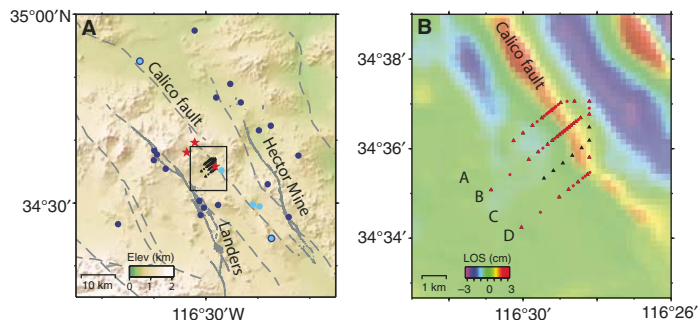 A
35°00'N
34°30'
116°30'W
Calico fault
Hector Mine
Landers
Elev (km)
0 1 2
10 km
B
34°38'
34°36'
34°34'
116°30'
116°26'
Calico fault
A
B
C
D
LOS (cm)
−3 0 3
1 km